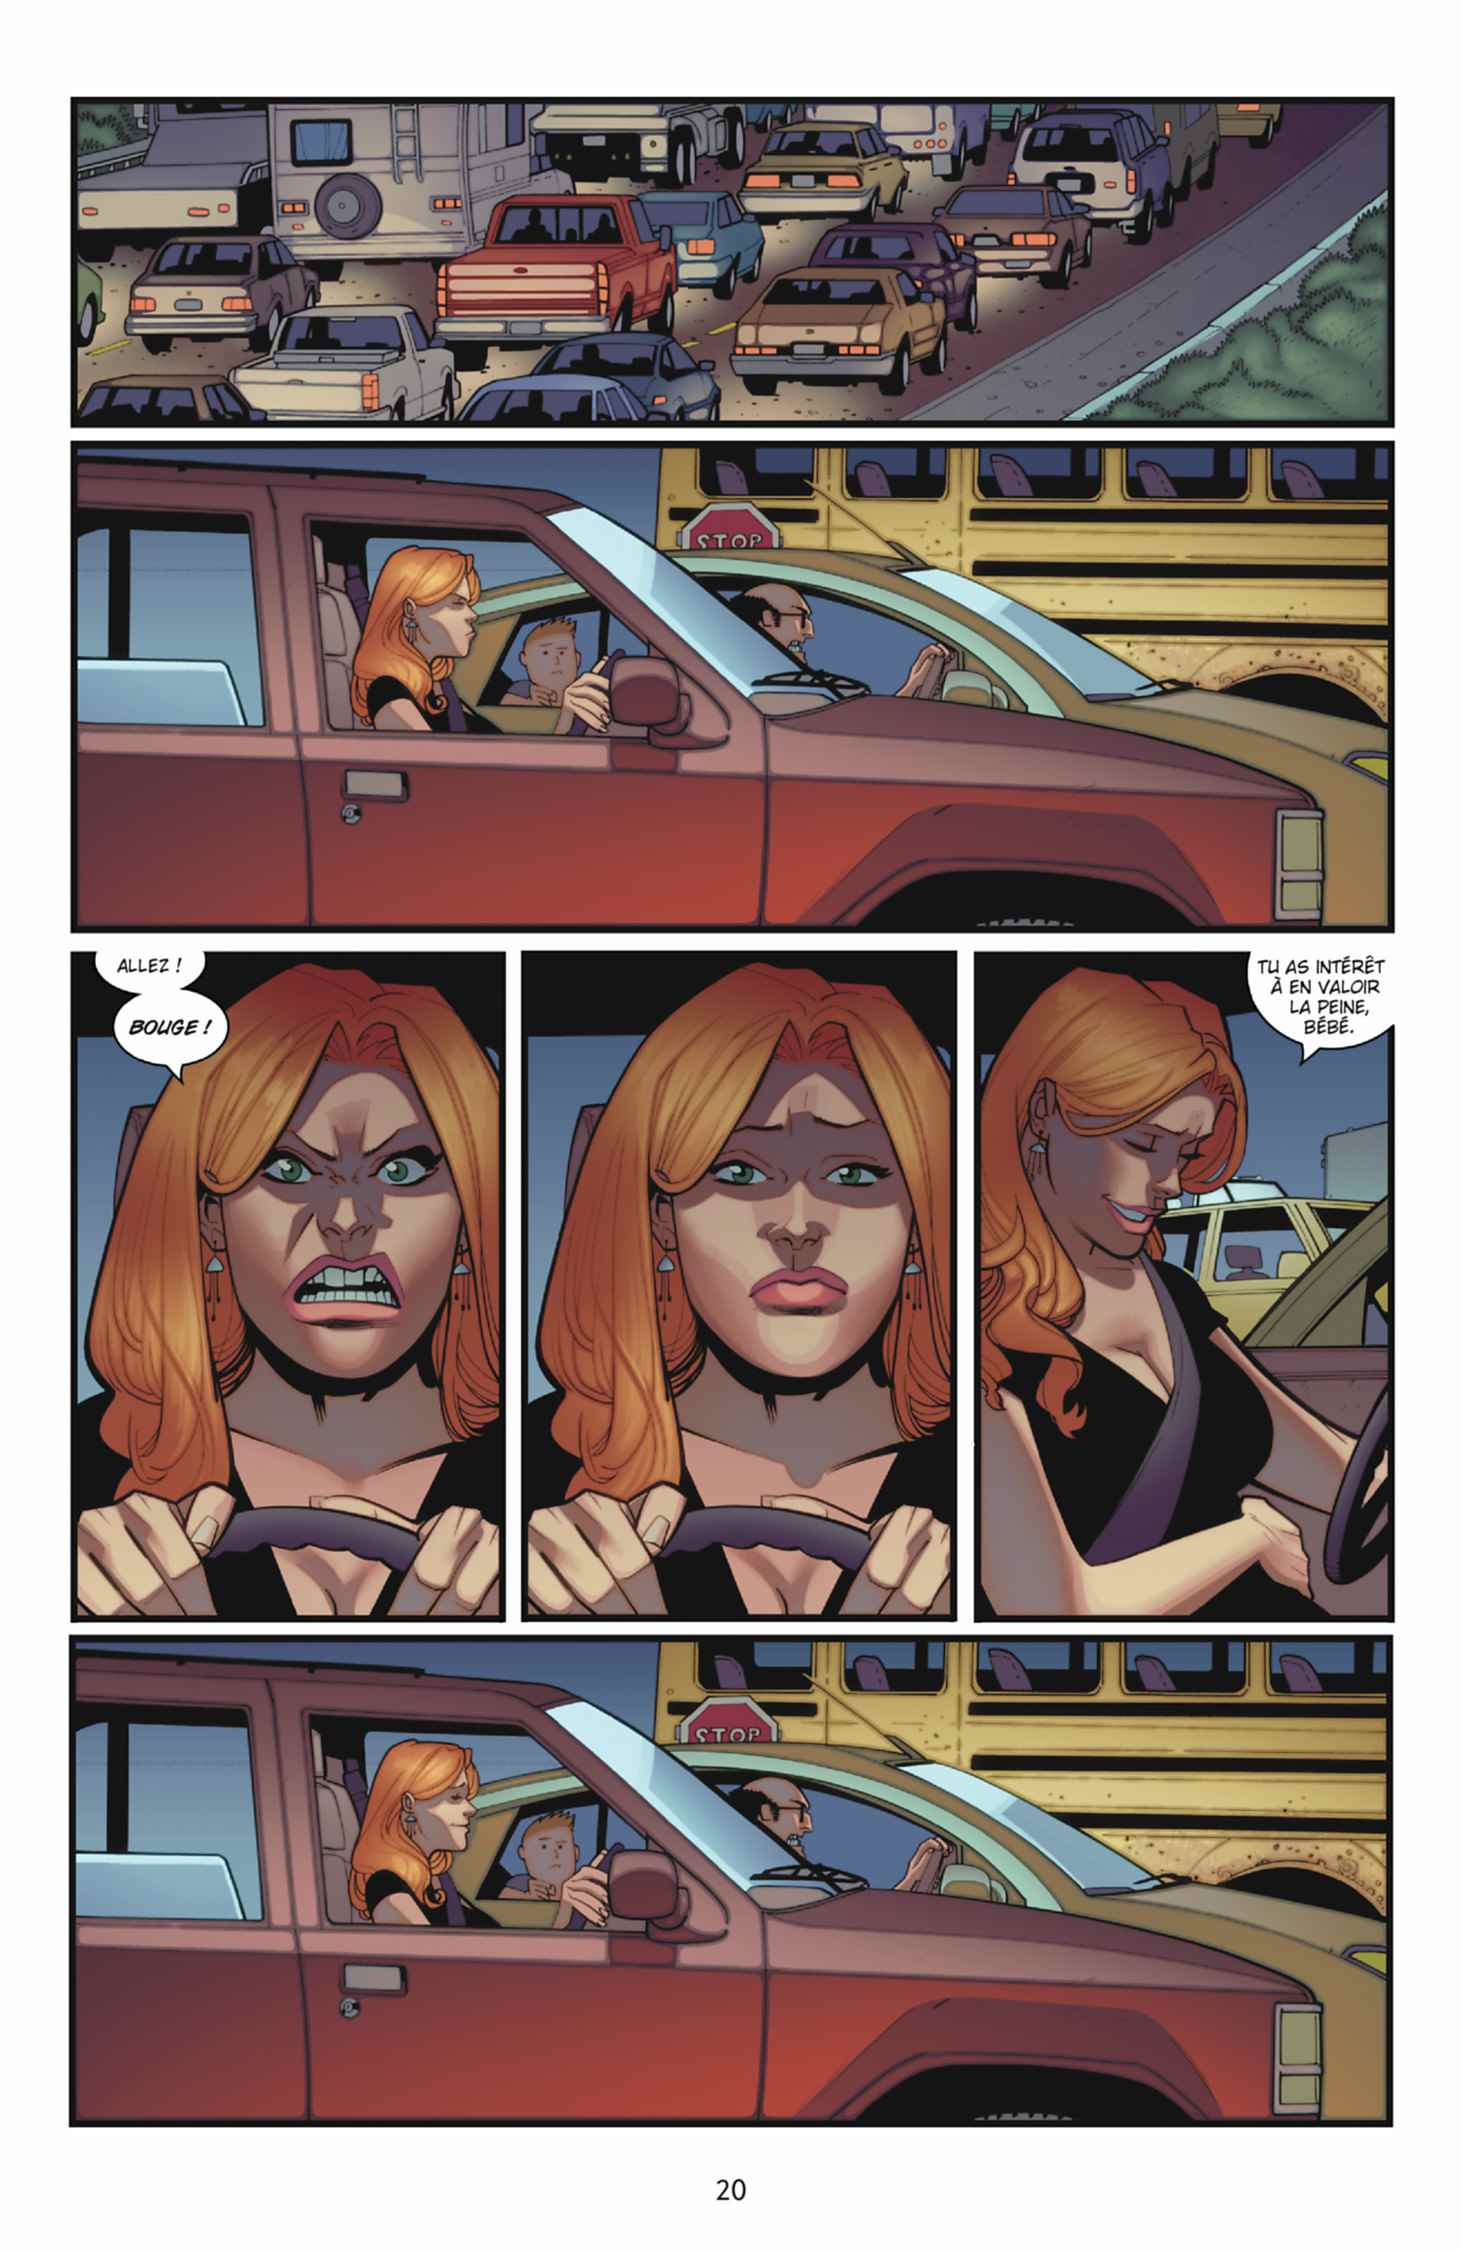 STOP
ALLEZ !
BOUGE !
TU AS INTÉRÊT
À EN VALOIR
LA PEINE,
BÉBÉ.
STOP
20